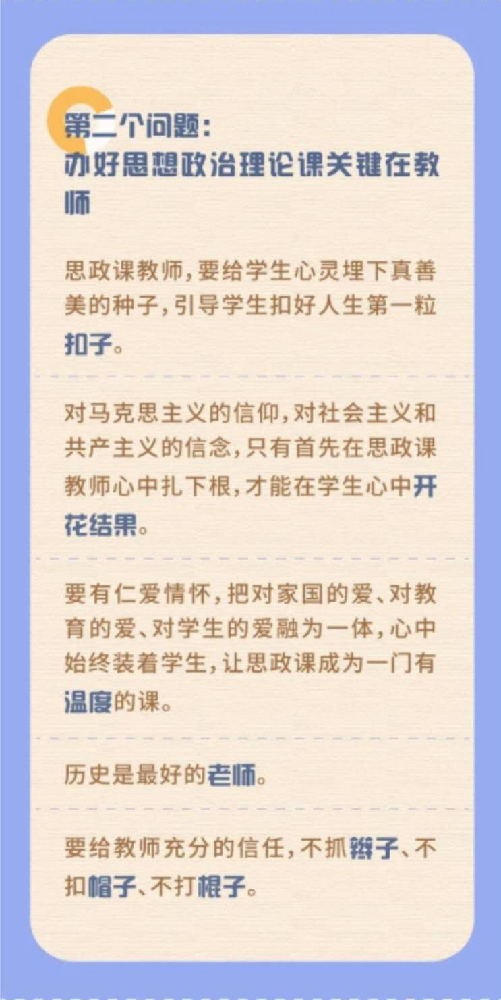 第二个问题：
办好思想政治理论课关键在教
师
思政课教师，要给学生心灵埋下真善
美的种子，引导学生扣好人生第一粒
扣子。
对马克思主义的信仰，对社会主义和
共产主义的信念，只有首先在思政课
教师心中扎下根，才能在学生心中开
花结果。
要有仁爱情怀，把对家国的爱、对教
育的爱、对学生的爱融为一体，心中
始终装着学生，让思政课成为一门有
温度的课。
历史是最好的老师。
要给教师充分的信任，不抓辫子、不
扣帽子、不打棍子。